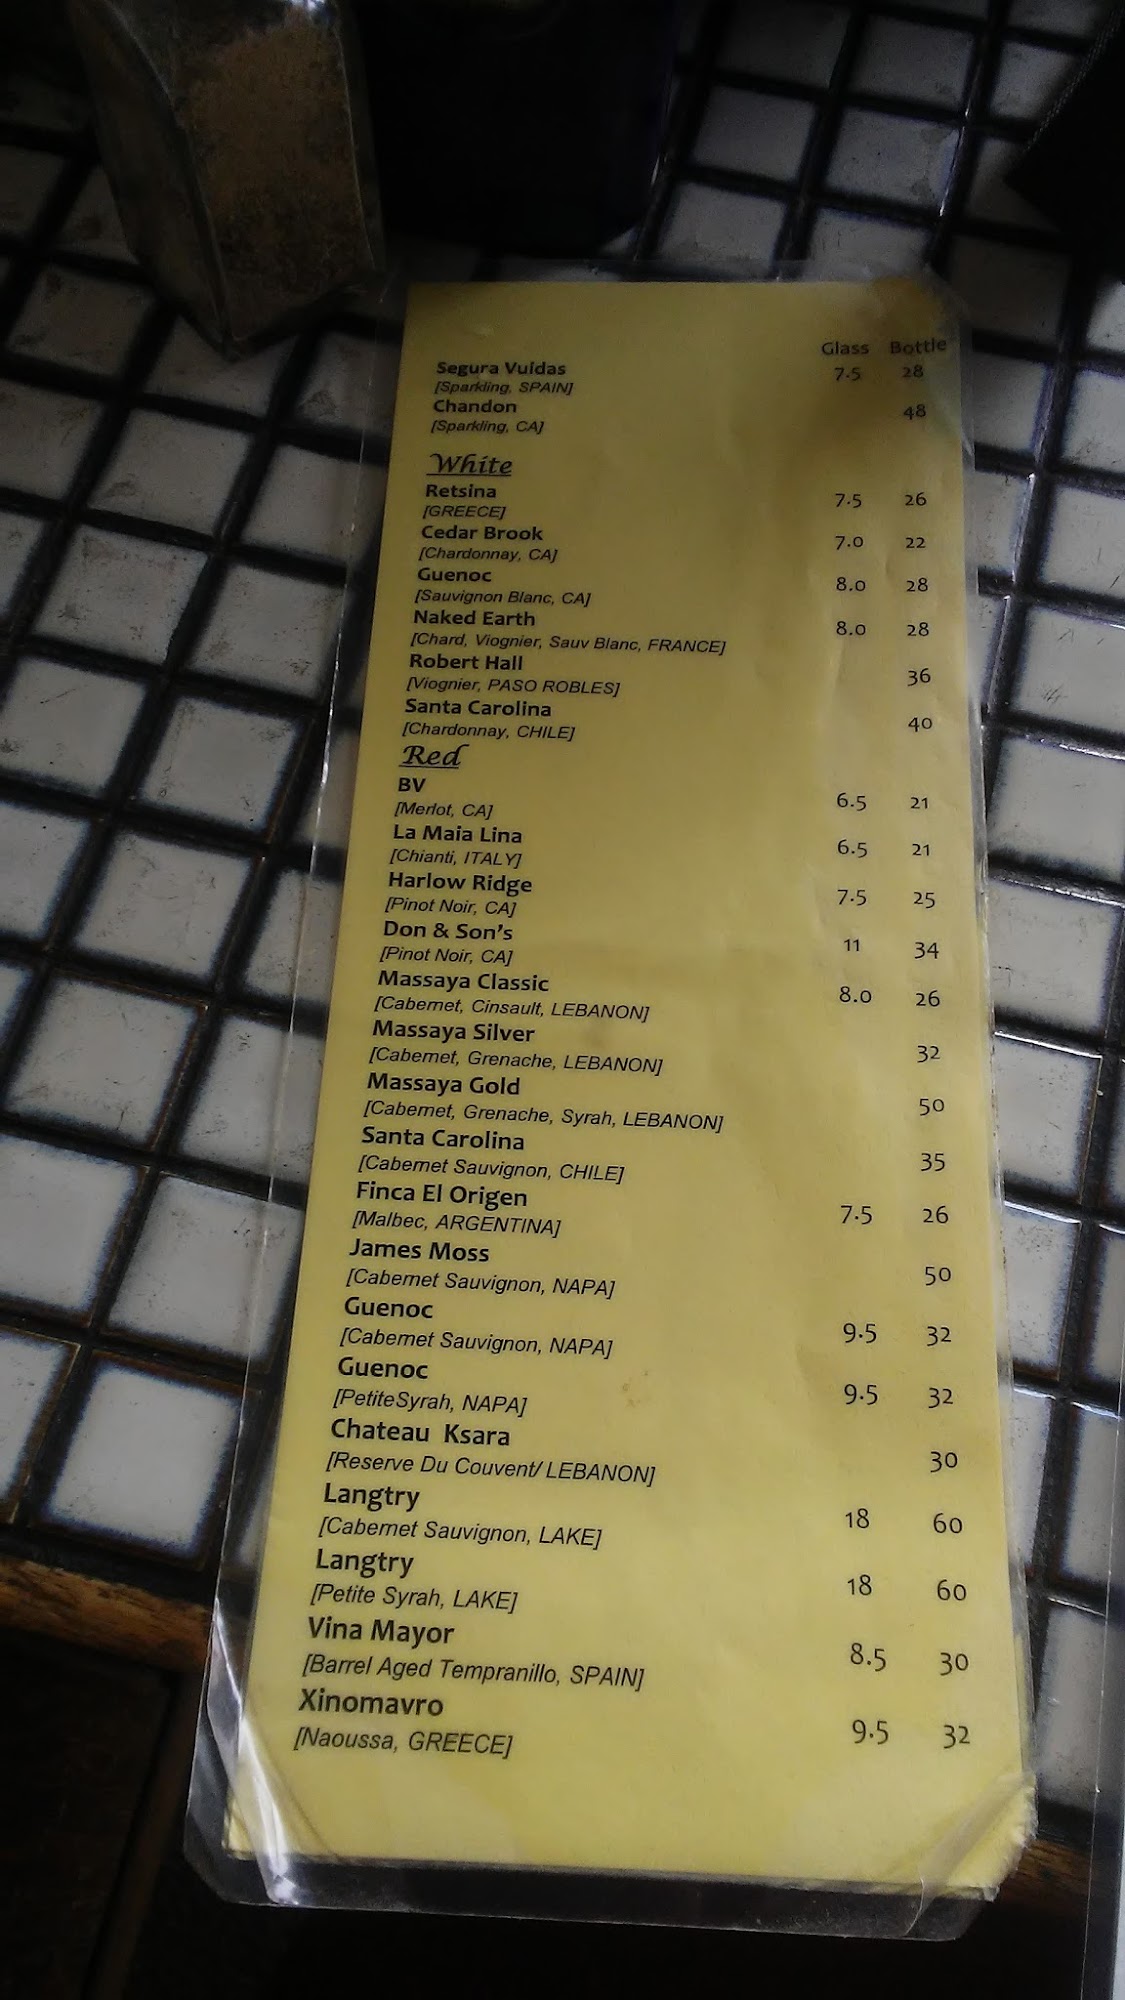 Glass Bottle
Segura Vuidas 7.5 28
[Sparkling, SPAIN]
Chandon 48
[Sparkling, CA]
White
Retsina 7.5 26
[GREECE]
Cedar Brook 7.0 22
[Chardonnay, CA]
Guenoc 8.0 28
[Sauvignon Blanc, CA]
Naked Earth 8.0 28
[Chard, Viognier, Sauv Blanc, FRANCE]
Robert Hall 36
[Viognier, PASO ROBLES]
Santa Carolina 40
[Chardonnay, CHILE]
Red
BV 6.5 21
[Merlot, CA]
La Maia Lina 6.5 21
[Chianti, ITALY]
Harlow Ridge 7.5 25
[Pinot Noir, CA]
Don & Son's 11 34
[Pinot Noir, CA]
Massaya Classic 8.0 26
[Cabernet, Cinsault, LEBANON]
Massaya Silver 32
[Cabernet, Grenache, LEBANON]
Massaya Gold 50
[Cabernet, Grenache, Syrah, LEBANON]
Santa Carolina 35
[Cabernet Sauvignon, CHILE]
Finca El Origen 7.5 26
[Malbec, ARGENTINA]
James Moss 50
[Cabernet Sauvignon, NAPA]
Guenoc 9.5 32
[Cabernet Sauvignon, NAPA]
Guenoc 9.5 32
[PetiteSyrah, NAPA]
Chateau Ksara 30
[Reserve Du Couvent/ LEBANON]
Langtry 18 60
[Cabernet Sauvignon, LAKE]
Langtry 18 60
[Petite Syrah, LAKE]
Vina Mayor 8.5 30
[Barrel Aged Tempranillo, SPAIN]
Xinomavro 9.5 32
[Naoussa, GREECE]